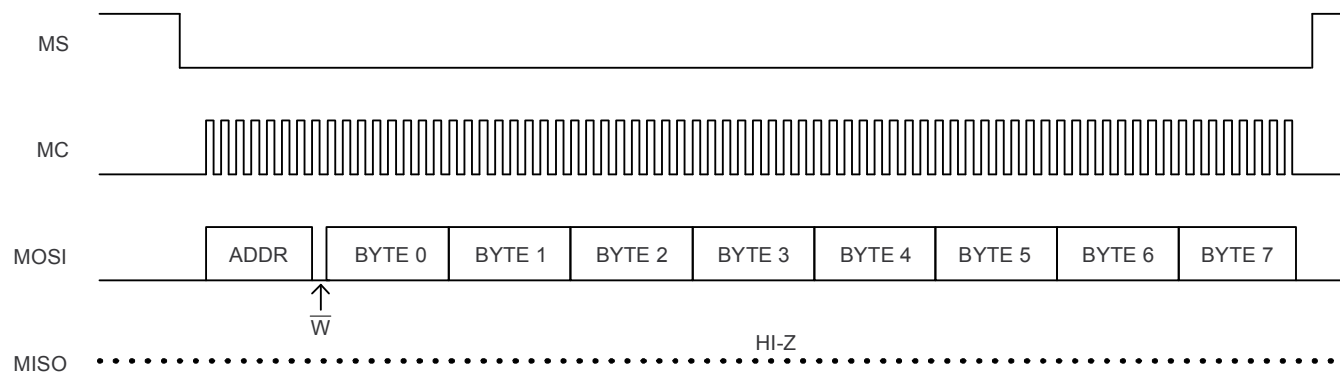 MS
MC
MOSI ADDR BYTE 0 BYTE 1 BYTE 2 BYTE 3 BYTE 4 BYTE 5 BYTE 6 BYTE 7
W̅
HI-Z
MISO